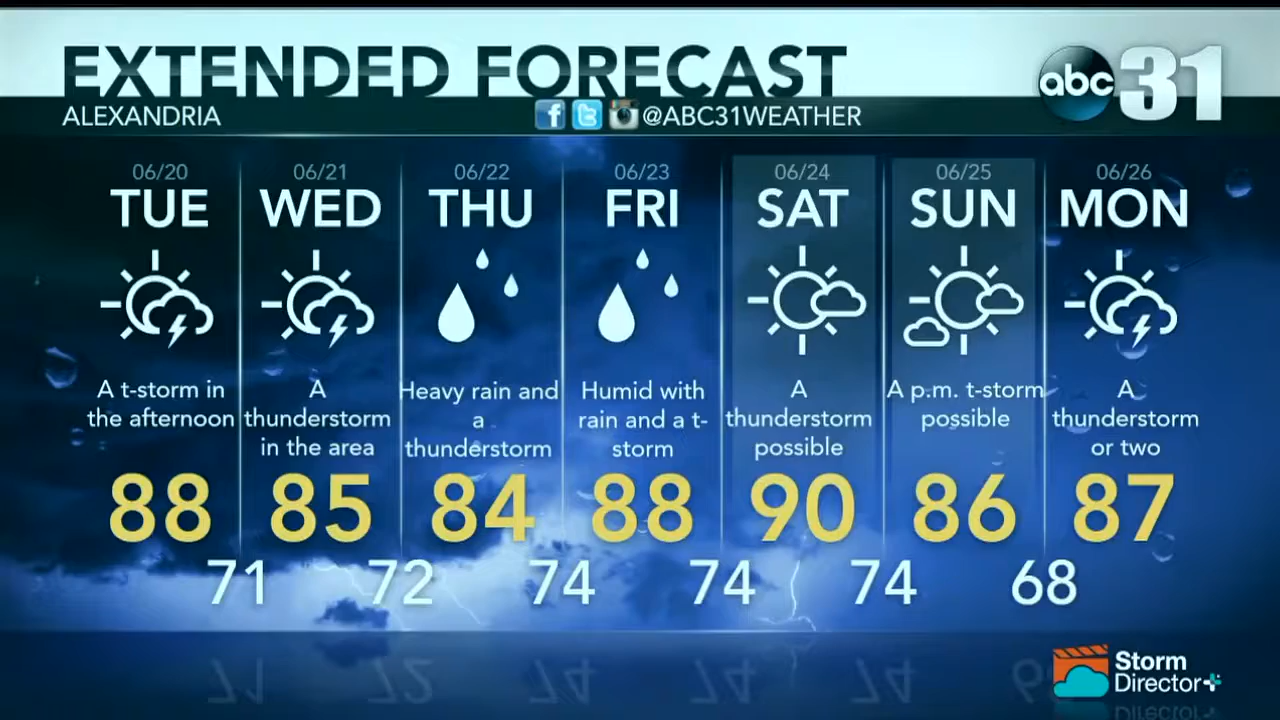 EXTENDED FORECAST
abc 31
ALEXANDRIA
@ABC31WEATHER
06/20
TUE
A t-storm in
the afternoon
88
06/21
WED
A
thunderstorm
in the area
85
06/22
THU
Heavy rain and
a
thunderstorm
84
06/23
FRI
Humid with
rain and a t-
storm
88
06/24
SAT
A
thunderstorm
possible
90
06/25
SUN
A p.m. t-storm
possible
86
06/26
MON
A
thunderstorm
or two
87
71 72 74 74 74 68
Storm
Director+